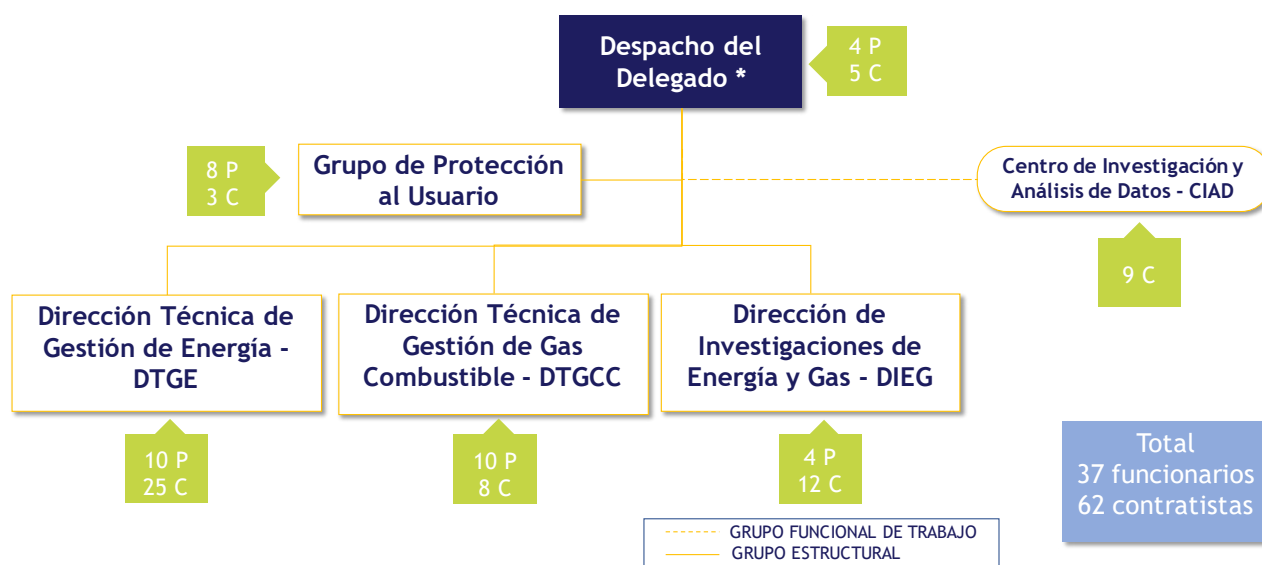 Despacho del
Delegado *
4 P
5 C
8 P
3 C
Grupo de Protección
al Usuario
Centro de Investigación y
Análisis de Datos - CIAD
9 C
Dirección Técnica de
Gestión de Energía -
DTGE
Dirección Técnica de
Gestión de Gas
Combustible - DTGCC
Dirección de
Investigaciones de
Energía y Gas - DIEG
10 P
25 C
10 P
8 C
4 P
12 C
Total
37 funcionarios
62 contratistas
GRUPO FUNCIONAL DE TRABAJO
GRUPO ESTRUCTURAL